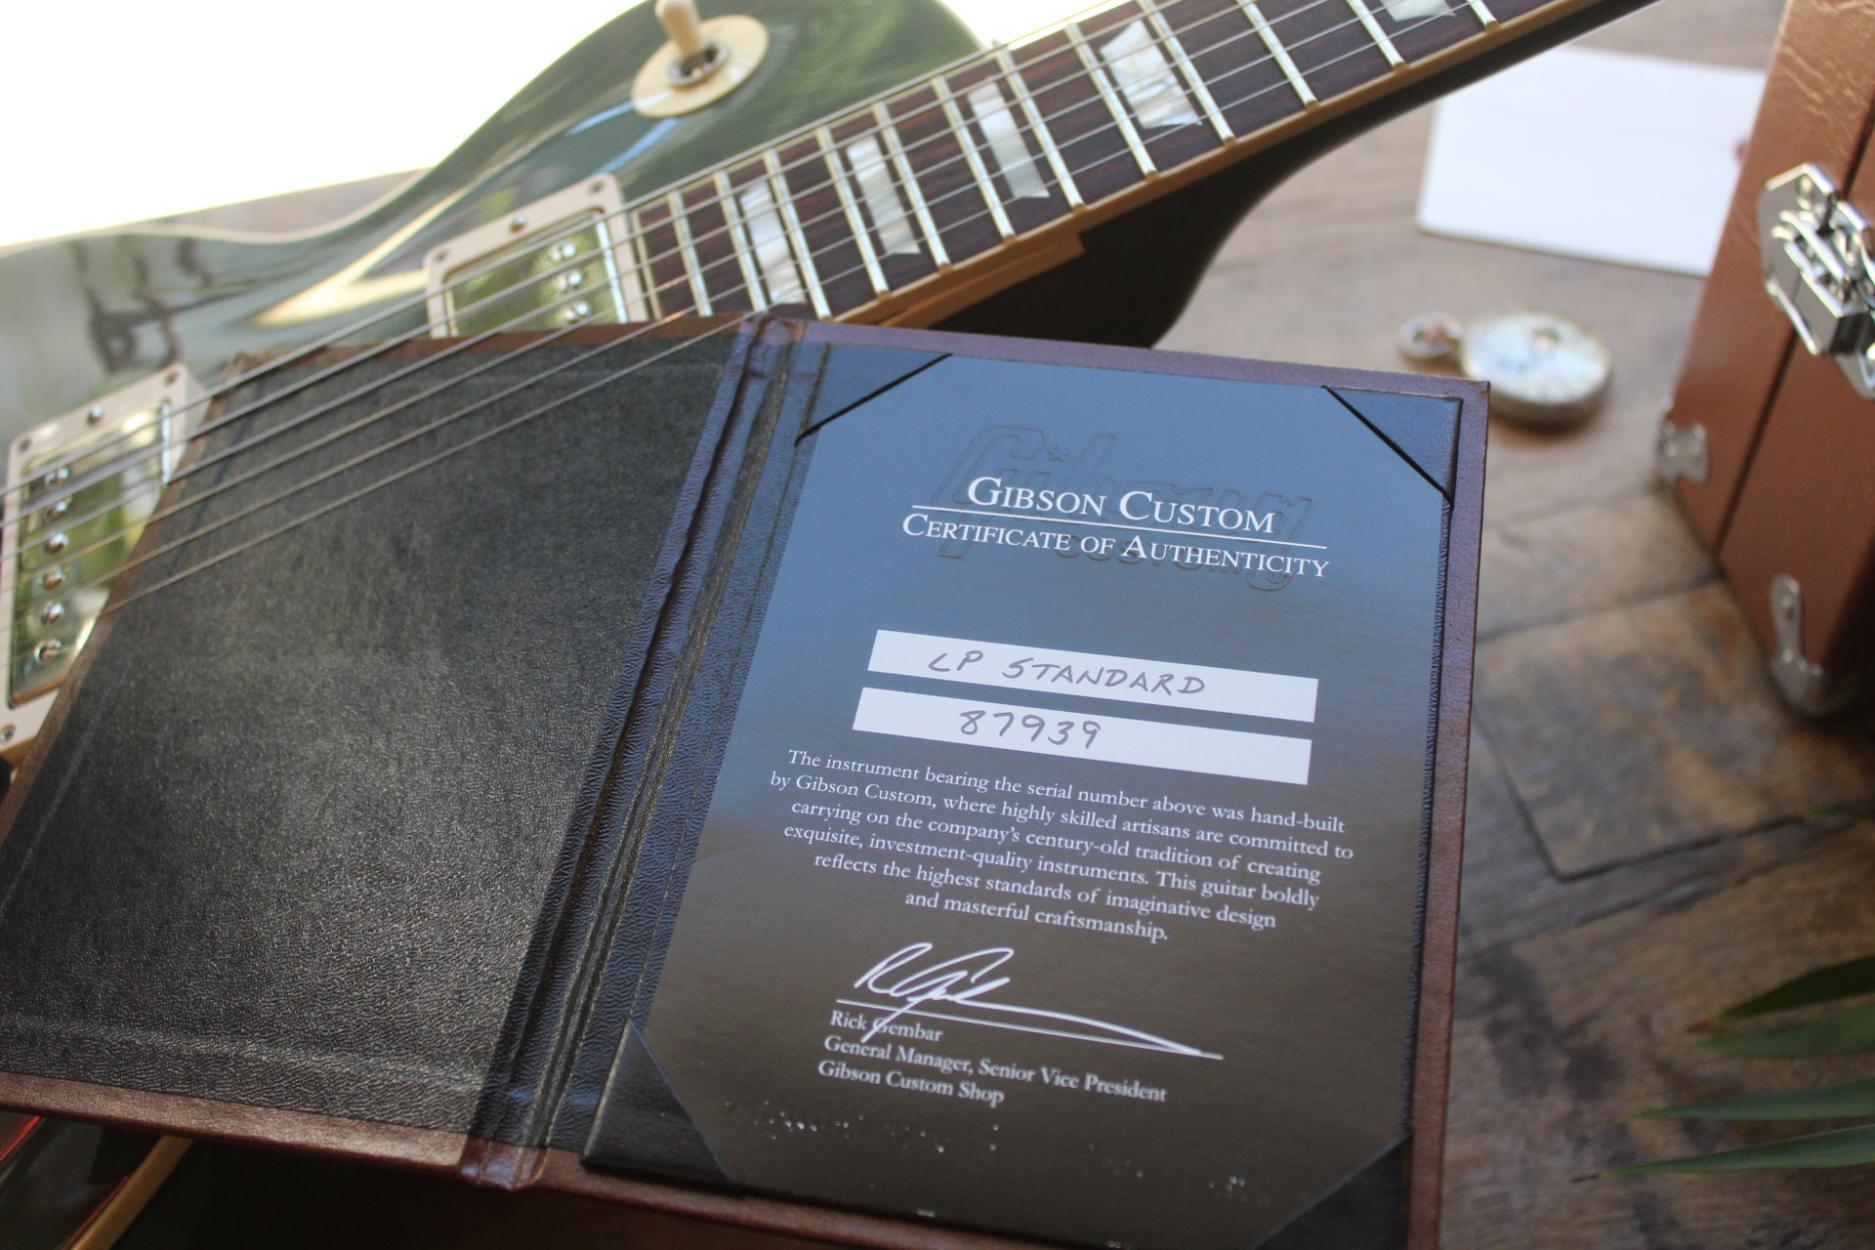 Gibson
CUSTOM
GIBSON CUSTOM
CERTIFICATE OF AUTHENTICITY
LP STANDARD
87939
The instrument bearing the serial number above was hand-built
by Gibson Custom, where highly skilled artisans are committed to
carrying on the company's century-old tradition of creating
exquisite, investment-quality instruments. This guitar boldly
reflects the highest standards of imaginative design
and masterful craftsmanship.
Rick Gembar
General Manager, Senior Vice President
Gibson Custom Shop